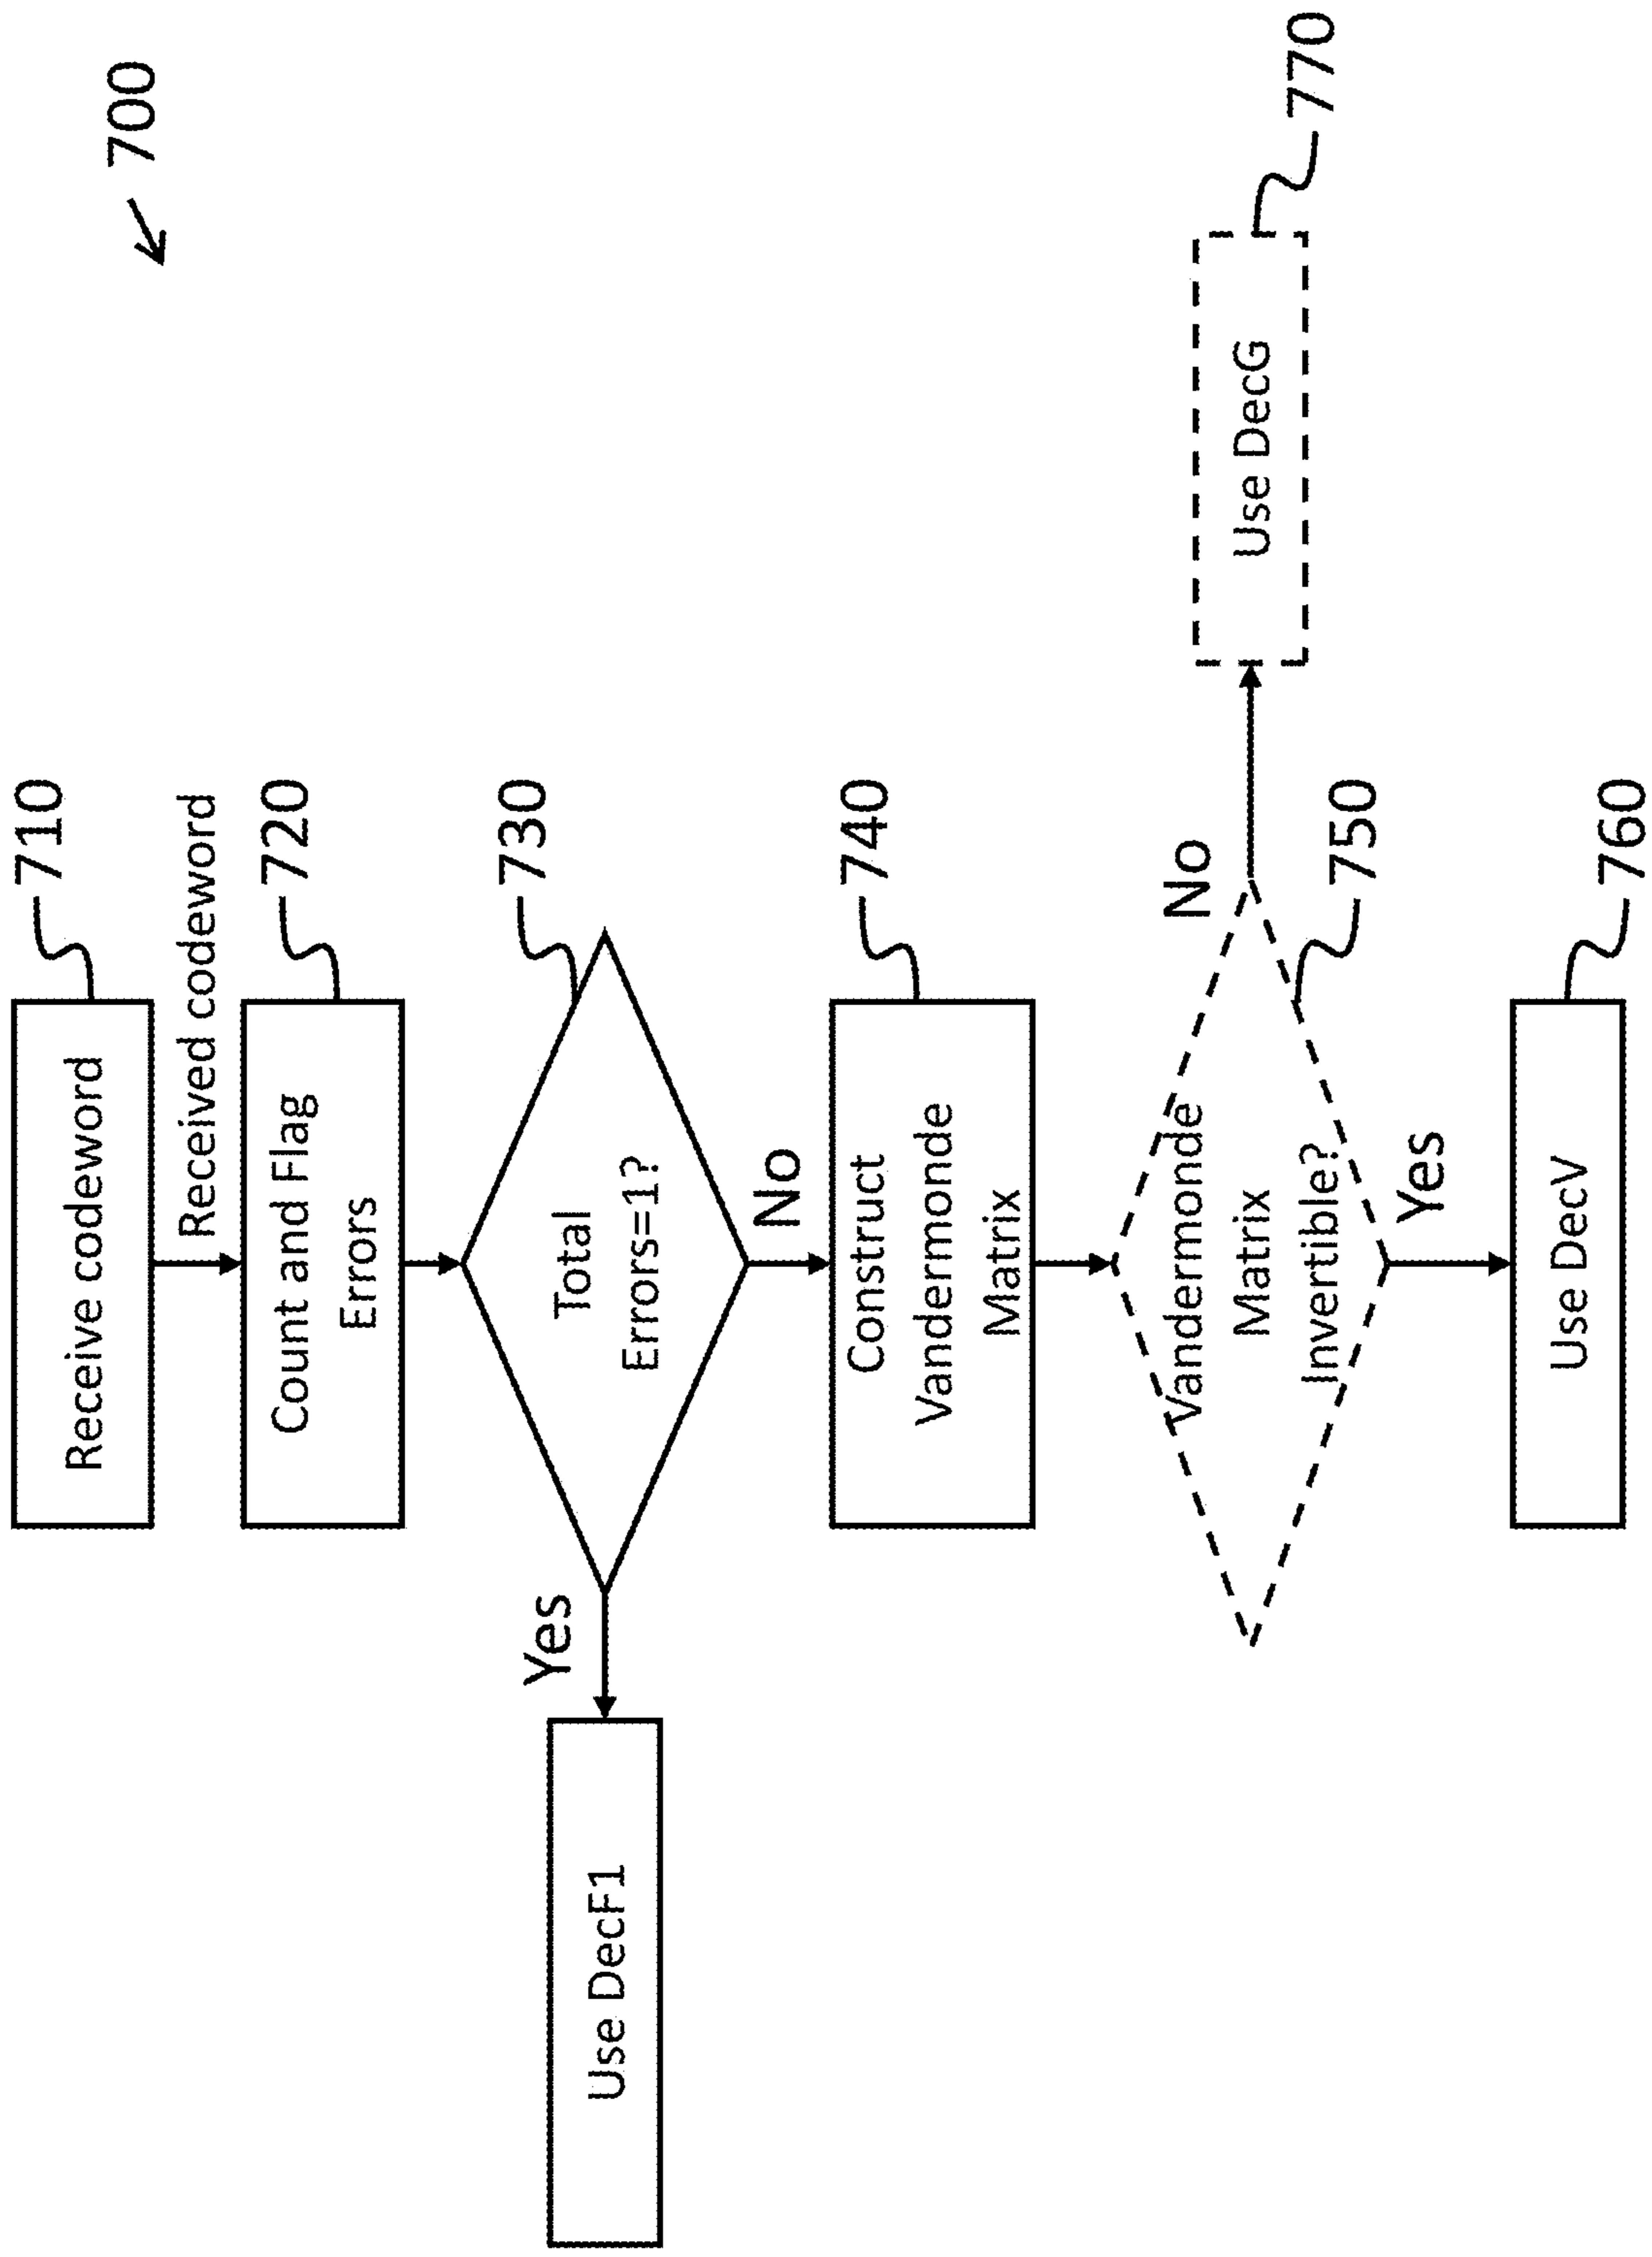 700
Receive codeword
710
Received codeword
Count and Flag
Errors
720
Total
Errors=1?
730
Yes
Use DecF1
No
Construct
Vandermonde
Matrix
740
Vandermonde
Matrix
Invertible?
750
No
Use DecG
770
Yes
Use DecV
760